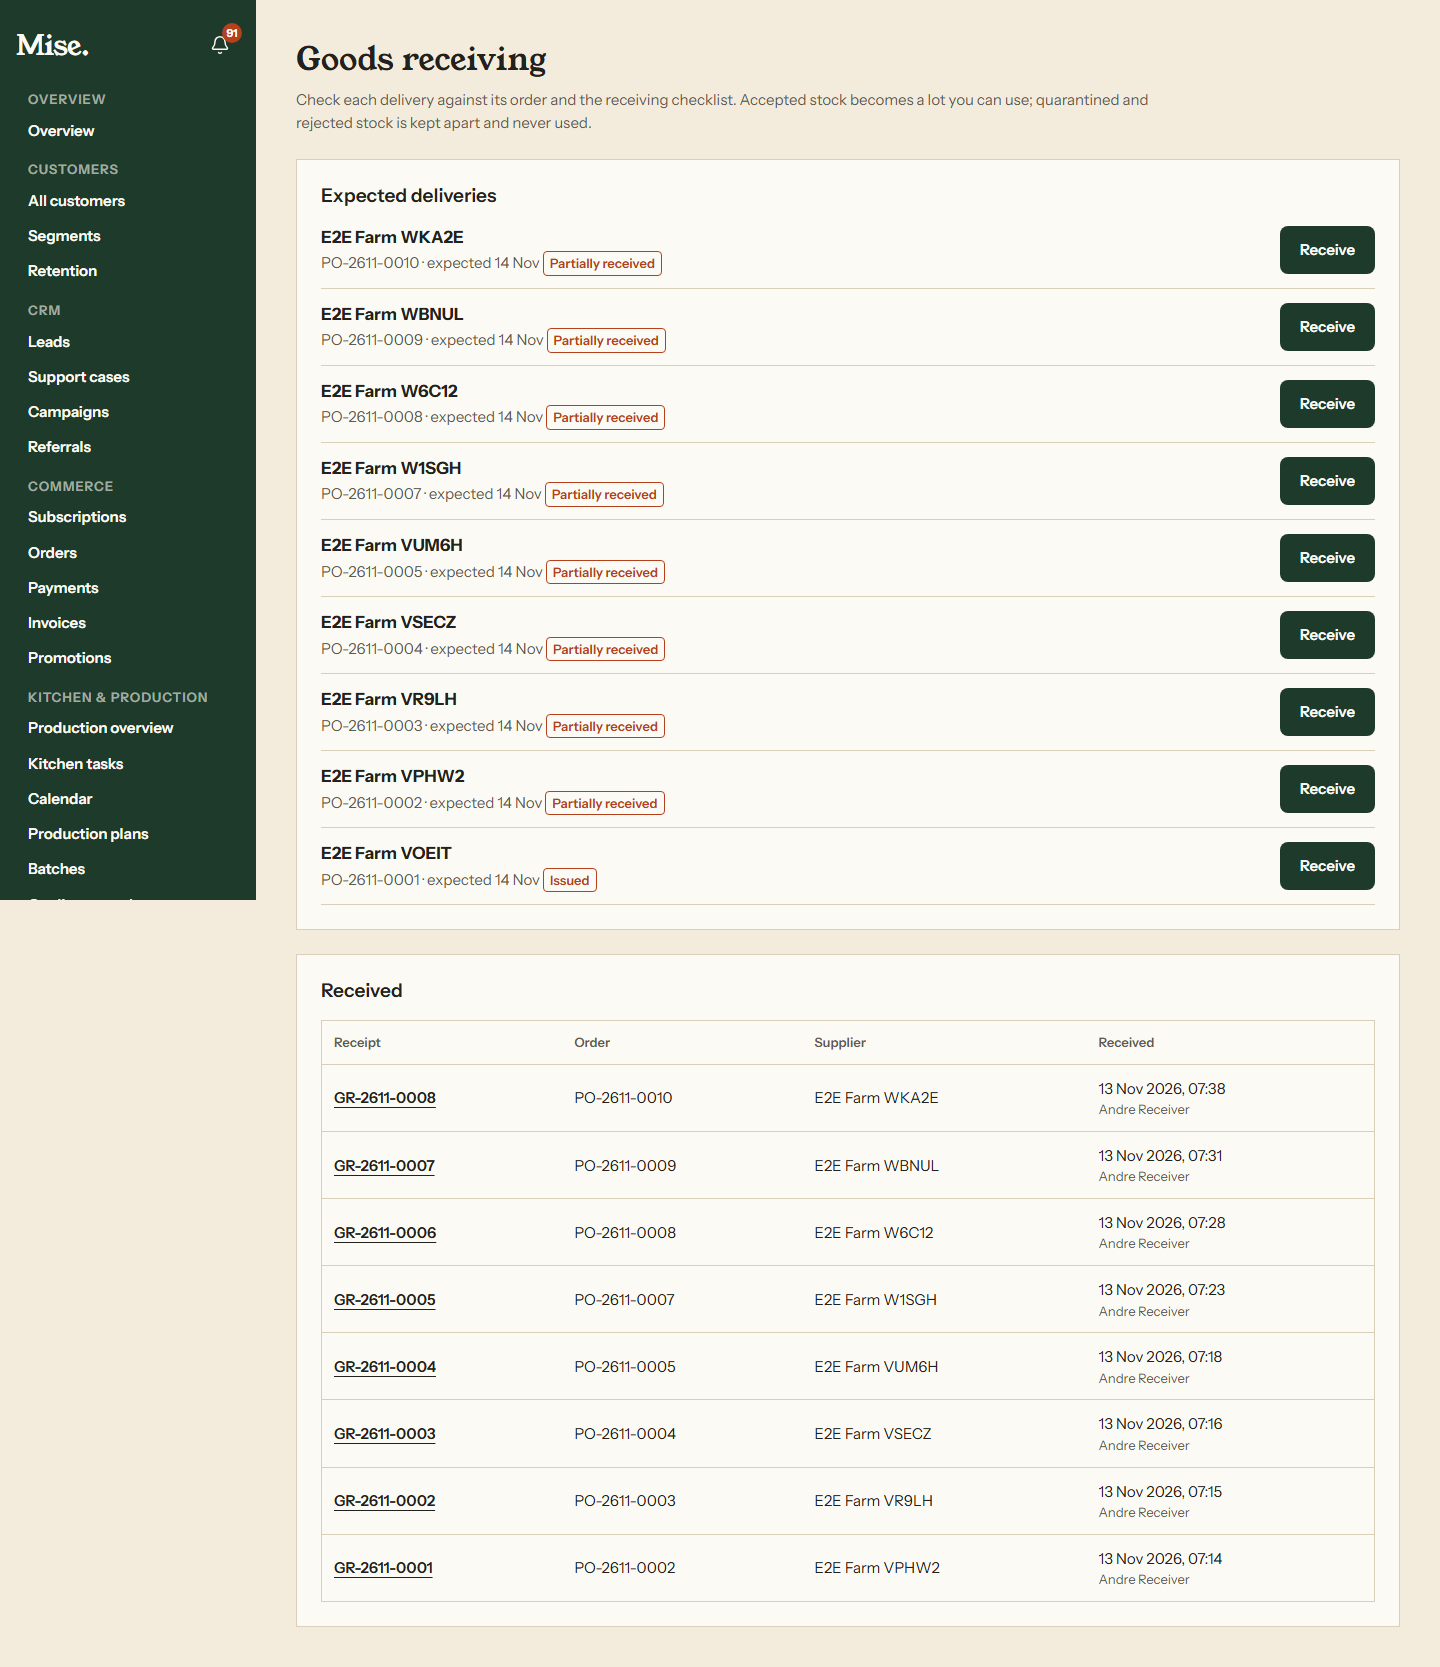 Mise.
91
OVERVIEW
Overview
CUSTOMERS
All customers
Segments
Retention
CRM
Leads
Support cases
Campaigns
Referrals
COMMERCE
Subscriptions
Orders
Payments
Invoices
Promotions
KITCHEN & PRODUCTION
Production overview
Kitchen tasks
Calendar
Production plans
Batches
Goods receiving
Check each delivery against its order and the receiving checklist. Accepted stock becomes a lot you can use; quarantined and
rejected stock is kept apart and never used.
Expected deliveries
E2E Farm WKA2E
PO-2611-0010 · expected 14 Nov Partially received
Receive
E2E Farm WBNUL
PO-2611-0009 · expected 14 Nov Partially received
Receive
E2E Farm W6C12
PO-2611-0008 · expected 14 Nov Partially received
Receive
E2E Farm W1SGH
PO-2611-0007 · expected 14 Nov Partially received
Receive
E2E Farm VUM6H
PO-2611-0005 · expected 14 Nov Partially received
Receive
E2E Farm VSECZ
PO-2611-0004 · expected 14 Nov Partially received
Receive
E2E Farm VR9LH
PO-2611-0003 · expected 14 Nov Partially received
Receive
E2E Farm VPHW2
PO-2611-0002 · expected 14 Nov Partially received
Receive
E2E Farm VOEIT
PO-2611-0001 · expected 14 Nov Issued
Receive
Received
Receipt Order Supplier Received
GR-2611-0008 PO-2611-0010 E2E Farm WKA2E 13 Nov 2026, 07:38
Andre Receiver
GR-2611-0007 PO-2611-0009 E2E Farm WBNUL 13 Nov 2026, 07:31
Andre Receiver
GR-2611-0006 PO-2611-0008 E2E Farm W6C12 13 Nov 2026, 07:28
Andre Receiver
GR-2611-0005 PO-2611-0007 E2E Farm W1SGH 13 Nov 2026, 07:23
Andre Receiver
GR-2611-0004 PO-2611-0005 E2E Farm VUM6H 13 Nov 2026, 07:18
Andre Receiver
GR-2611-0003 PO-2611-0004 E2E Farm VSECZ 13 Nov 2026, 07:16
Andre Receiver
GR-2611-0002 PO-2611-0003 E2E Farm VR9LH 13 Nov 2026, 07:15
Andre Receiver
GR-2611-0001 PO-2611-0002 E2E Farm VPHW2 13 Nov 2026, 07:14
Andre Receiver